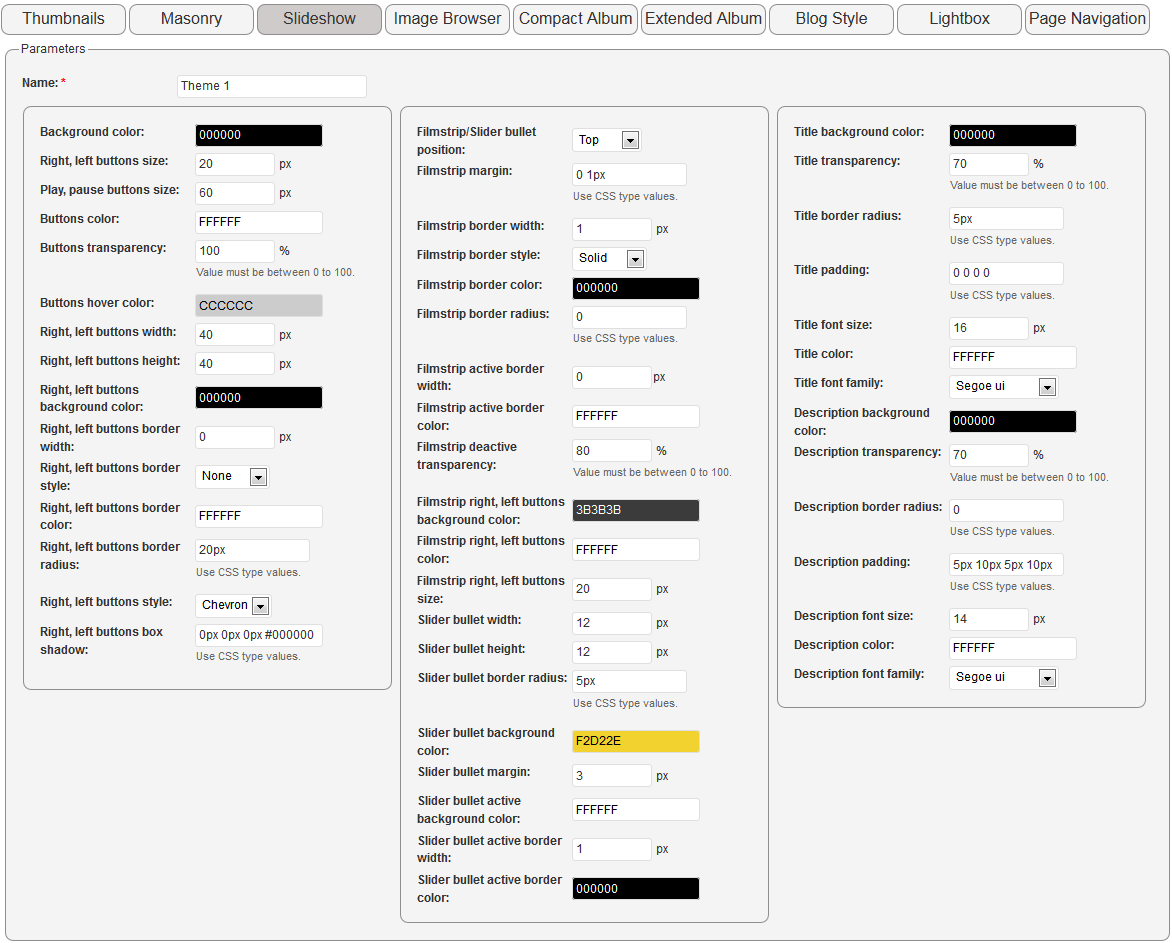 Thumbnails
Masonry
Slideshow
Image Browser
Compact Album
Extended Album
Blog Style
Lightbox
Page Navigation
Parameters
Name: *
Theme 1
Background color:
000000
Right, left buttons size:
20 px
Play, pause buttons size:
60 px
Buttons color:
FFFFFF
Buttons transparency:
100 %
Value must be between 0 to 100.
Buttons hover color:
CCCCCC
Right, left buttons width:
40 px
Right, left buttons height:
40 px
Right, left buttons
background color:
000000
Right, left buttons border
width:
0 px
Right, left buttons border
style:
None
Right, left buttons border
color:
FFFFFF
Right, left buttons border
radius:
20px
Use CSS type values.
Right, left buttons style:
Chevron
Right, left buttons box
shadow:
0px 0px 0px #000000
Use CSS type values.
Filmstrip/Slider bullet
position:
Top
Filmstrip margin:
0 1px
Use CSS type values.
Filmstrip border width:
1 px
Filmstrip border style:
Solid
Filmstrip border color:
000000
Filmstrip border radius:
0
Use CSS type values.
Filmstrip active border
width:
0 px
Filmstrip active border
color:
FFFFFF
Filmstrip deactive
transparency:
80 %
Value must be between 0 to 100.
Filmstrip right, left buttons
background color:
3B3B3B
Filmstrip right, left buttons
color:
FFFFFF
Filmstrip right, left buttons
size:
20 px
Slider bullet width:
12 px
Slider bullet height:
12 px
Slider bullet border radius:
5px
Use CSS type values.
Slider bullet background
color:
F2D22E
Slider bullet margin:
3 px
Slider bullet active
background color:
FFFFFF
Slider bullet active border
width:
1 px
Slider bullet active border
color:
000000
Title background color:
000000
Title transparency:
70 %
Value must be between 0 to 100.
Title border radius:
5px
Use CSS type values.
Title padding:
0 0 0 0
Use CSS type values.
Title font size:
16 px
Title color:
FFFFFF
Title font family:
Segoe ui
Description background
color:
000000
Description transparency:
70 %
Value must be between 0 to 100.
Description border radius:
0
Use CSS type values.
Description padding:
5px 10px 5px 10px
Use CSS type values.
Description font size:
14 px
Description color:
FFFFFF
Description font family:
Segoe ui